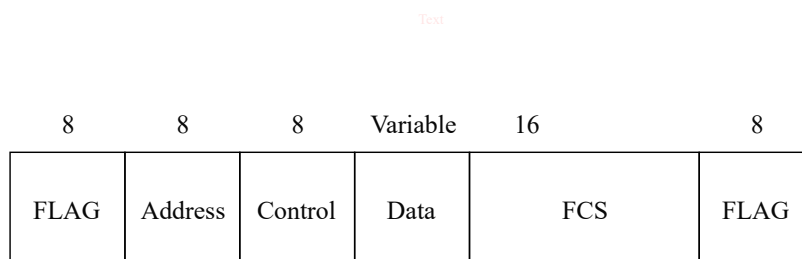 Text
8 8 8 Variable 16 8
FLAG Address Control Data FCS FLAG